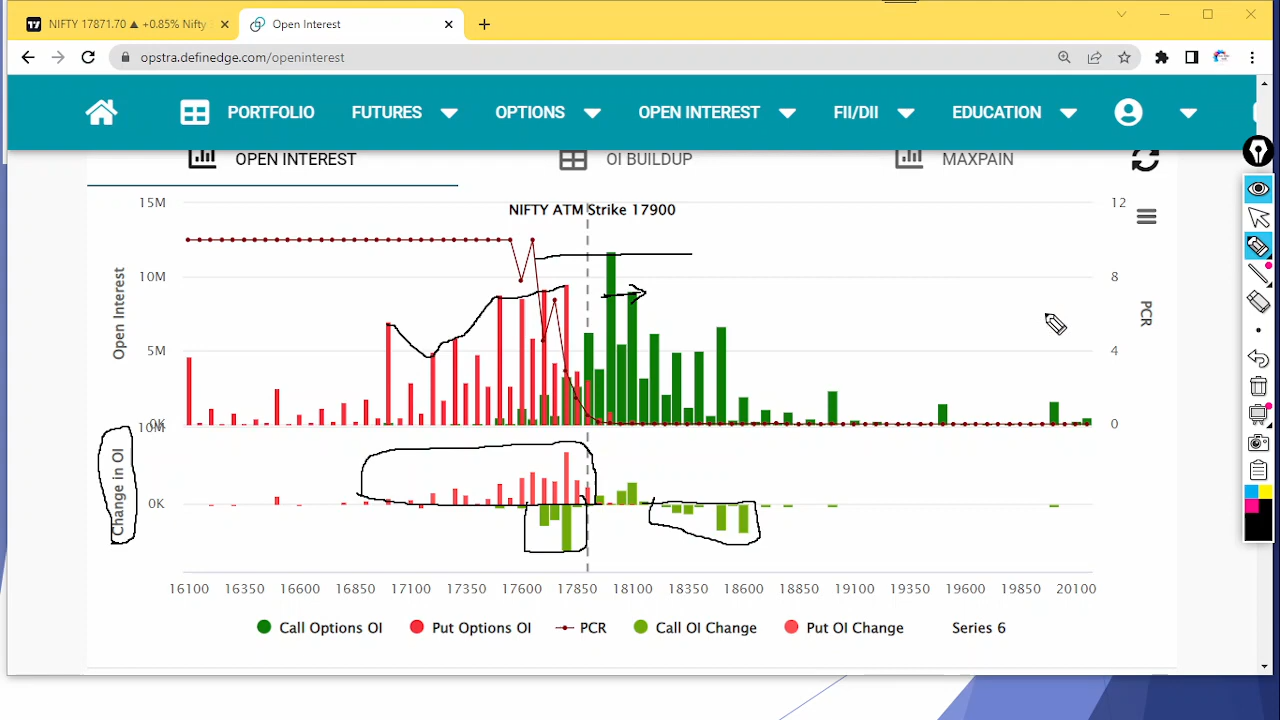 NIFTY 17871.70 ▲ +0.85% Nifty
Open Interest
opstra.definedge.com/openinterest
PORTFOLIO FUTURES OPTIONS OPEN INTEREST FII/DII EDUCATION
OPEN INTEREST OI BUILDUP MAXPAIN
NIFTY ATM Strike 17900
15M 12
10M 8
Open Interest
PCR
5M 4
0K 0
10M
Change in OI
0K
16100 16350 16600 16850 17100 17350 17600 17850 18100 18350 18600 18850 19100 19350 19600 19850 20100
Call Options OI Put Options OI PCR Call OI Change Put OI Change Series 6